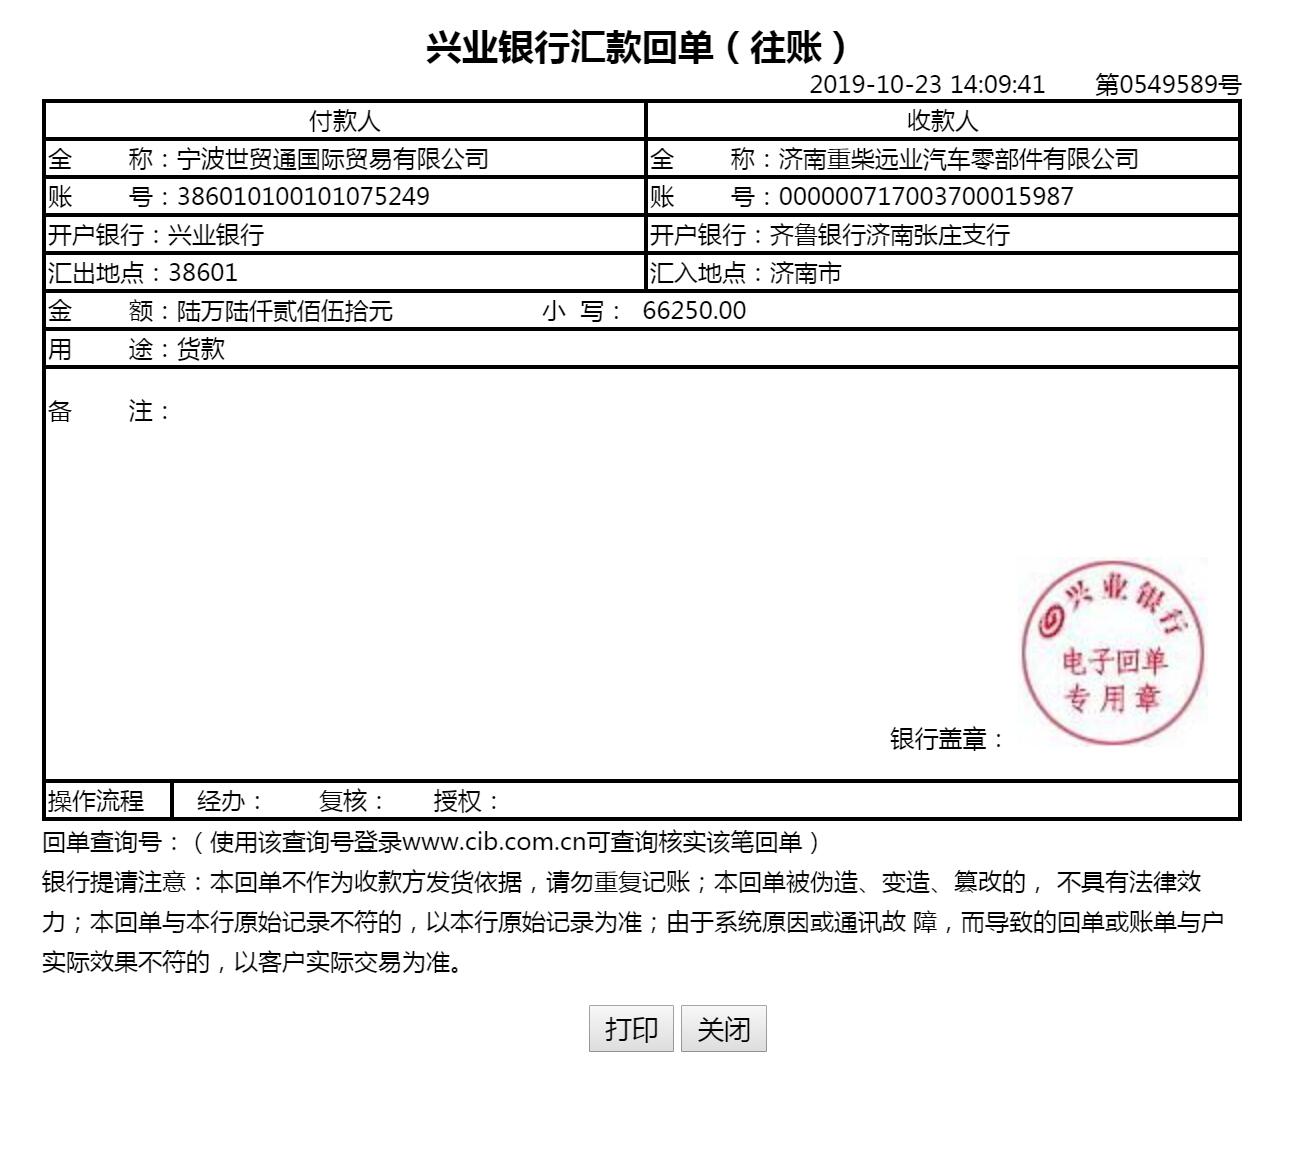 兴业银行汇款回单（往账）
2019-10-23 14:09:41 第0549589号
付款人 收款人
全 称：宁波世贸通国际贸易有限公司 全 称：济南重柴远业汽车零部件有限公司
账 号：386010100101075249 账 号：000000717003700015987
开户银行：兴业银行 开户银行：齐鲁银行济南张庄支行
汇出地点：38601 汇入地点：济南市
金 额：陆万陆仟贰佰伍拾元 小 写： 66250.00
用 途：货款
备 注：
兴业银行
电子回单
专用章
银行盖章：
操作流程 经办： 复核： 授权：
回单查询号：（使用该查询号登录www.cib.com.cn可查询核实该笔回单）
银行提请注意：本回单不作为收款方发货依据，请勿重复记账；本回单被伪造、变造、篡改的， 不具有法律效
力；本回单与本行原始记录不符的，以本行原始记录为准；由于系统原因或通讯故 障，而导致的回单或账单与户
实际效果不符的，以客户实际交易为准。
打印 关闭